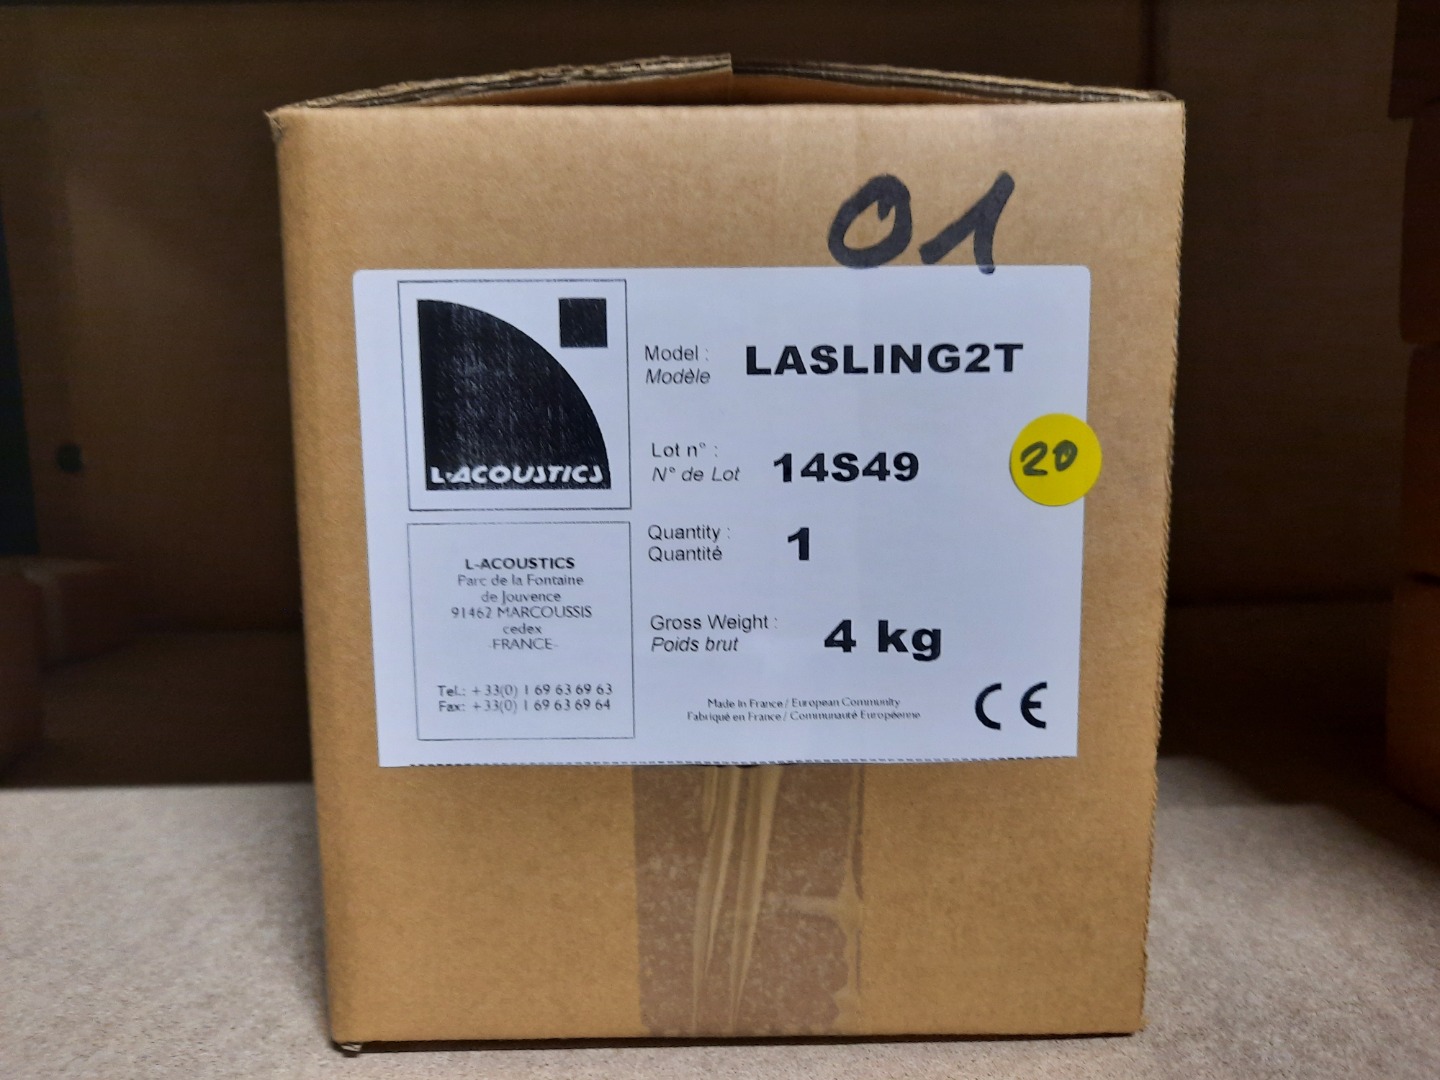 01
L-ACOUSTICS
Model :
Modèle
LASLING2T
Lot n° :
N° de Lot
14S49
20
Quantity :
Quantité
1
Gross Weight :
Poids brut
4 kg
L-ACOUSTICS
Parc de la Fontaine
de Jouvence
91462 MARCOUSSIS
cedex
-FRANCE-
Tel.: +33(0) 1 69 63 69 63
Fax: +33(0) 1 69 63 69 64
Made in France / European Community
Fabriqué en France / Communauté Européenne
CE